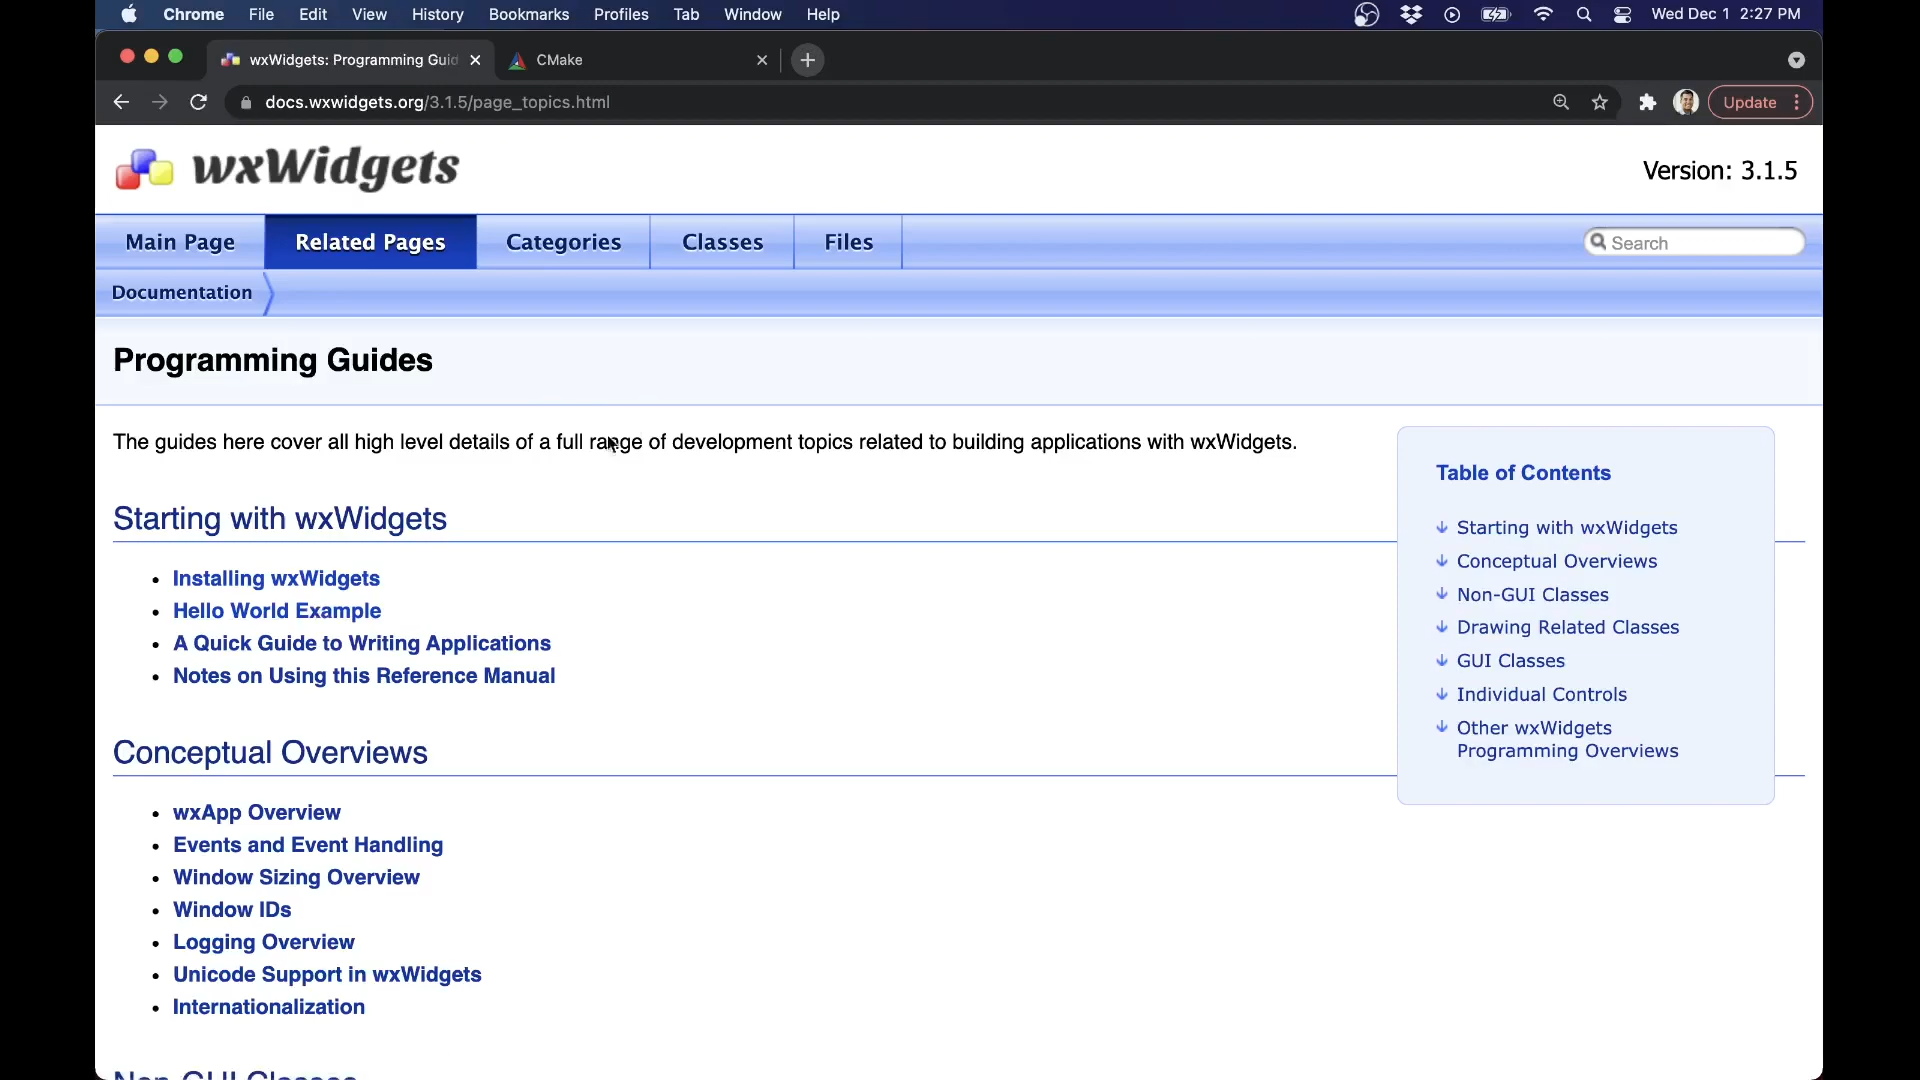 Chrome File Edit View History Bookmarks Profiles Tab Window Help Wed Dec 1 2:27 PM
wxWidgets: Programming Guid CMake
docs.wxwidgets.org/3.1.5/page_topics.html Update
wxWidgets Version: 3.1.5
Main Page Related Pages Categories Classes Files Search
Documentation
Programming Guides
The guides here cover all high level details of a full range of development topics related to building applications with wxWidgets.
Starting with wxWidgets
• Installing wxWidgets
• Hello World Example
• A Quick Guide to Writing Applications
• Notes on Using this Reference Manual
Conceptual Overviews
• wxApp Overview
• Events and Event Handling
• Window Sizing Overview
• Window IDs
• Logging Overview
• Unicode Support in wxWidgets
• Internationalization
Non-GUI Classes
Table of Contents
Starting with wxWidgets
Conceptual Overviews
Non-GUI Classes
Drawing Related Classes
GUI Classes
Individual Controls
Other wxWidgets
Programming Overviews